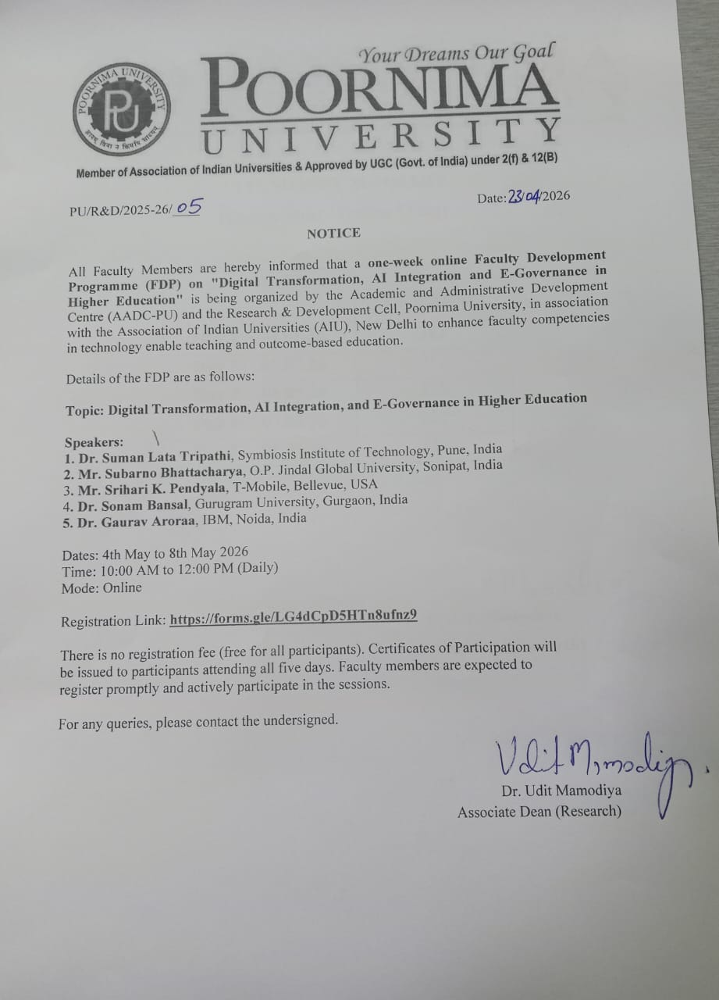 Your Dreams Our Goal
POORNIMA UNIVERSITY
PU
POORNIMA
UNIVERSITY
Member of Association of Indian Universities & Approved by UGC (Govt. of India) under 2(f) & 12(B)
PU/R&D/2025-26/ 05
Date:23/04/2026
NOTICE
All Faculty Members are hereby informed that a one-week online Faculty Development
Programme (FDP) on "Digital Transformation, AI Integration and E-Governance in
Higher Education" is being organized by the Academic and Administrative Development
Centre (AADC-PU) and the Research & Development Cell, Poornima University, in association
with the Association of Indian Universities (AIU), New Delhi to enhance faculty competencies
in technology enable teaching and outcome-based education.
Details of the FDP are as follows:
Topic: Digital Transformation, AI Integration, and E-Governance in Higher Education
Speakers:
1. Dr. Suman Lata Tripathi, Symbiosis Institute of Technology, Pune, India
2. Mr. Subarno Bhattacharya, O.P. Jindal Global University, Sonipat, India
3. Mr. Srihari K. Pendyala, T-Mobile, Bellevue, USA
4. Dr. Sonam Bansal, Gurugram University, Gurgaon, India
5. Dr. Gaurav Aroraa, IBM, Noida, India
Dates: 4th May to 8th May 2026
Time: 10:00 AM to 12:00 PM (Daily)
Mode: Online
Registration Link: https://forms.gle/LG4dCpD5HTn8ufnz9
There is no registration fee (free for all participants). Certificates of Participation will
be issued to participants attending all five days. Faculty members are expected to
register promptly and actively participate in the sessions.
For any queries, please contact the undersigned.
Udit Mamodiya
Dr. Udit Mamodiya
Associate Dean (Research)